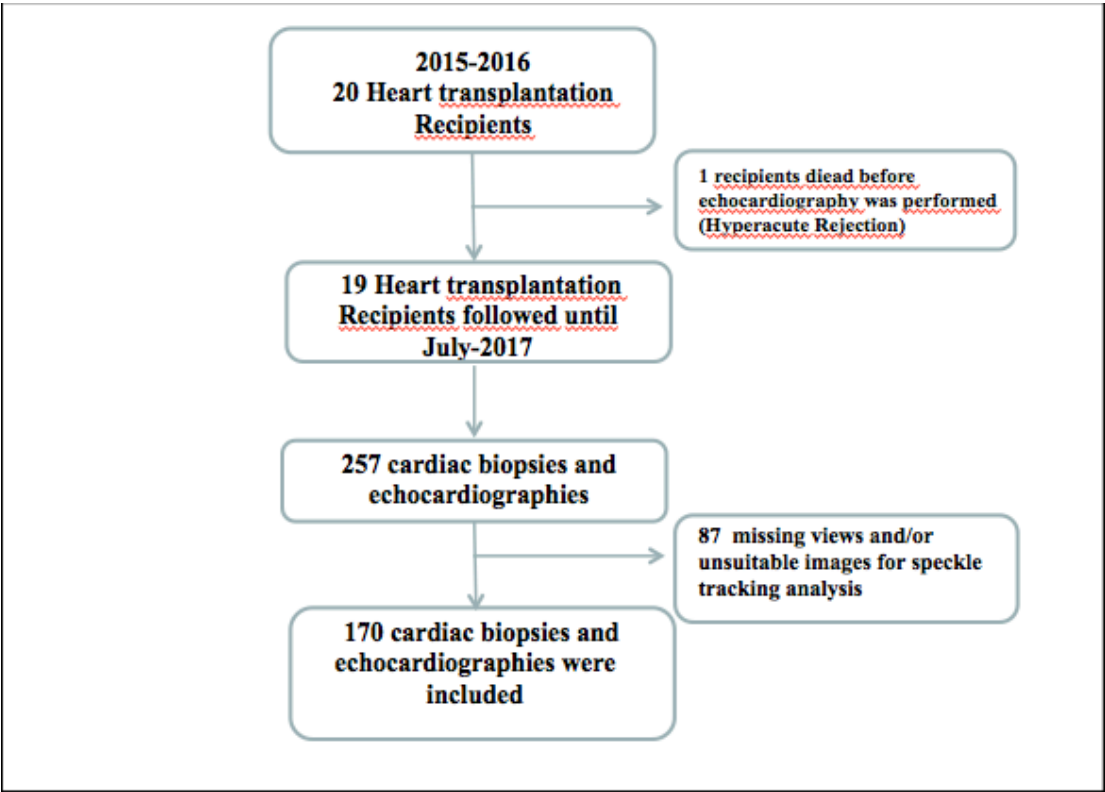 2015-2016
20 Heart transplantation
Recipients
1 recipients diead before
echocardiography was performed
(Hyperacute Rejection)
19 Heart transplantation
Recipients followed until
July-2017
257 cardiac biopsies and
echocardiographies
87 missing views and/or
unsuitable images for speckle
tracking analysis
170 cardiac biopsies and
echocardiographies were
included